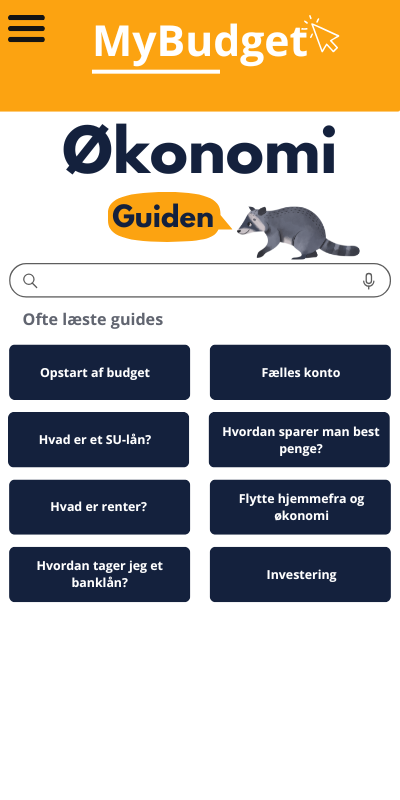 MyBudget
Økonomi
Guiden
Ofte læste guides
Opstart af budget
Fælles konto
Hvad er et SU-lån?
Hvordan sparer man best
penge?
Hvad er renter?
Flytte hjemmefra og
økonomi
Hvordan tager jeg et
banklån?
Investering